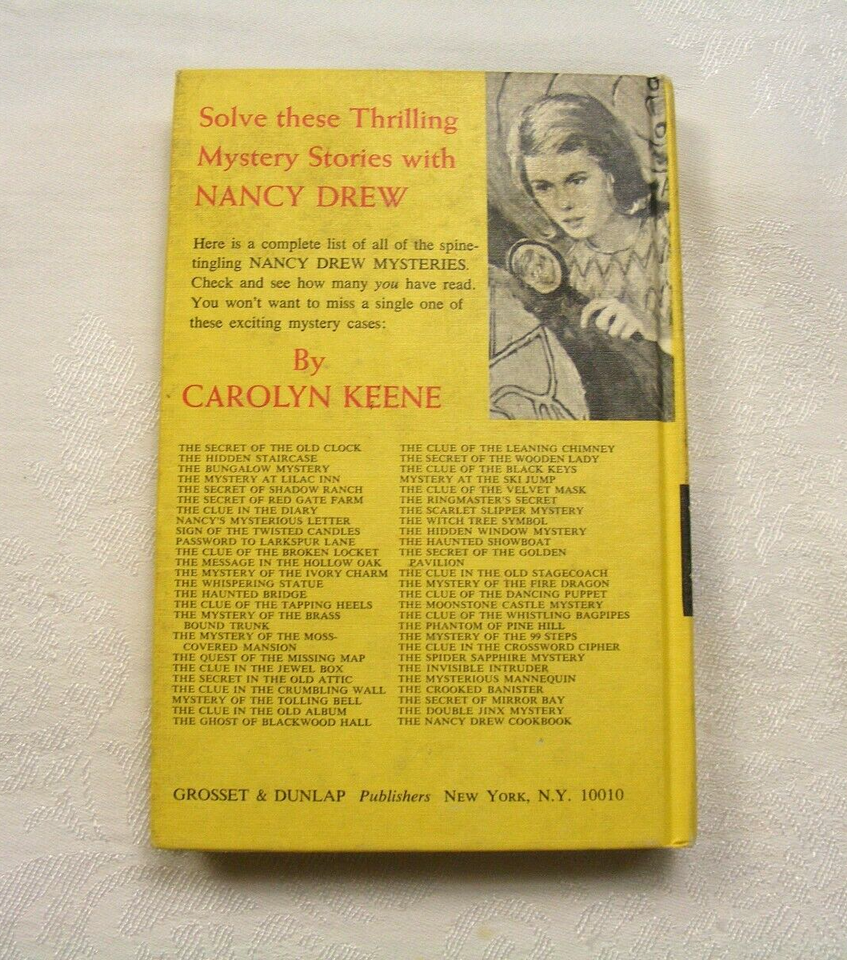 Solve these Thrilling
Mystery Stories with
NANCY DREW
Here is a complete list of all of the spine-
tingling NANCY DREW MYSTERIES.
Check and see how many you have read.
You won't want to miss a single one of
these exciting mystery cases:
By
CAROLYN KEENE
THE SECRET OF THE OLD CLOCK
THE HIDDEN STAIRCASE
THE BUNGALOW MYSTERY
THE MYSTERY AT LILAC INN
THE SECRET OF SHADOW RANCH
THE SECRET OF RED GATE FARM
THE CLUE IN THE DIARY
NANCY'S MYSTERIOUS LETTER
SIGN OF THE TWISTED CANDLES
PASSWORD TO LARKSPUR LANE
THE CLUE OF THE BROKEN LOCKET
THE MESSAGE IN THE HOLLOW OAK
THE MYSTERY OF THE IVORY CHARM
THE WHISPERING STATUE
THE HAUNTED BRIDGE
THE CLUE OF THE TAPPING HEELS
THE MYSTERY OF THE BRASS
BOUND TRUNK
THE MYSTERY OF THE MOSS-
COVERED MANSION
THE QUEST OF THE MISSING MAP
THE CLUE IN THE JEWEL BOX
THE SECRET IN THE OLD ATTIC
THE CLUE IN THE CRUMBLING WALL
MYSTERY OF THE TOLLING BELL
THE CLUE IN THE OLD ALBUM
THE GHOST OF BLACKWOOD HALL
THE CLUE OF THE LEANING CHIMNEY
THE SECRET OF THE WOODEN LADY
THE CLUE OF THE BLACK KEYS
MYSTERY AT THE SKI JUMP
THE CLUE OF THE VELVET MASK
THE RINGMASTER'S SECRET
THE SCARLET SLIPPER MYSTERY
THE WITCH TREE SYMBOL
THE HIDDEN WINDOW MYSTERY
THE HAUNTED SHOWBOAT
THE SECRET OF THE GOLDEN
PAVILION
THE CLUE IN THE OLD STAGECOACH
THE MYSTERY OF THE FIRE DRAGON
THE CLUE OF THE DANCING PUPPET
THE MOONSTONE CASTLE MYSTERY
THE CLUE OF THE WHISTLING BAGPIPES
THE PHANTOM OF PINE HILL
THE MYSTERY OF THE 99 STEPS
THE CLUE IN THE CROSSWORD CIPHER
THE SPIDER SAPPHIRE MYSTERY
THE INVISIBLE INTRUDER
THE MYSTERIOUS MANNEQUIN
THE CROOKED BANISTER
THE SECRET OF MIRROR BAY
THE DOUBLE JINX MYSTERY
THE NANCY DREW COOKBOOK
GROSSET & DUNLAP Publishers NEW YORK, N.Y. 10010